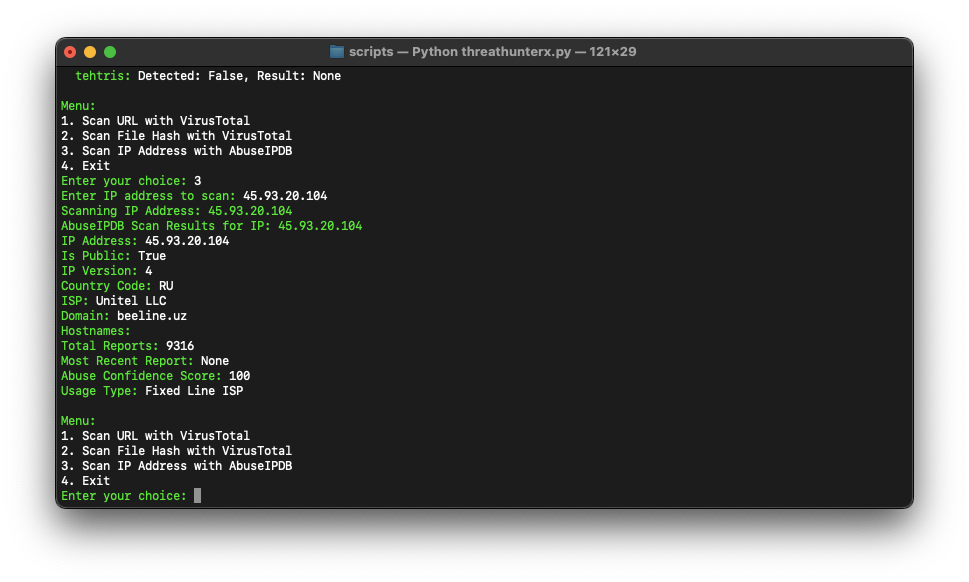 scripts — Python threathunterx.py — 121×29
tehtris: Detected: False, Result: None
Menu:
1. Scan URL with VirusTotal
2. Scan File Hash with VirusTotal
3. Scan IP Address with AbuseIPDB
4. Exit
Enter your choice: 3
Enter IP address to scan: 45.93.20.104
Scanning IP Address: 45.93.20.104
AbuseIPDB Scan Results for IP: 45.93.20.104
IP Address: 45.93.20.104
Is Public: True
IP Version: 4
Country Code: RU
ISP: Unitel LLC
Domain: beeline.uz
Hostnames:
Total Reports: 9316
Most Recent Report: None
Abuse Confidence Score: 100
Usage Type: Fixed Line ISP
Menu:
1. Scan URL with VirusTotal
2. Scan File Hash with VirusTotal
3. Scan IP Address with AbuseIPDB
4. Exit
Enter your choice: